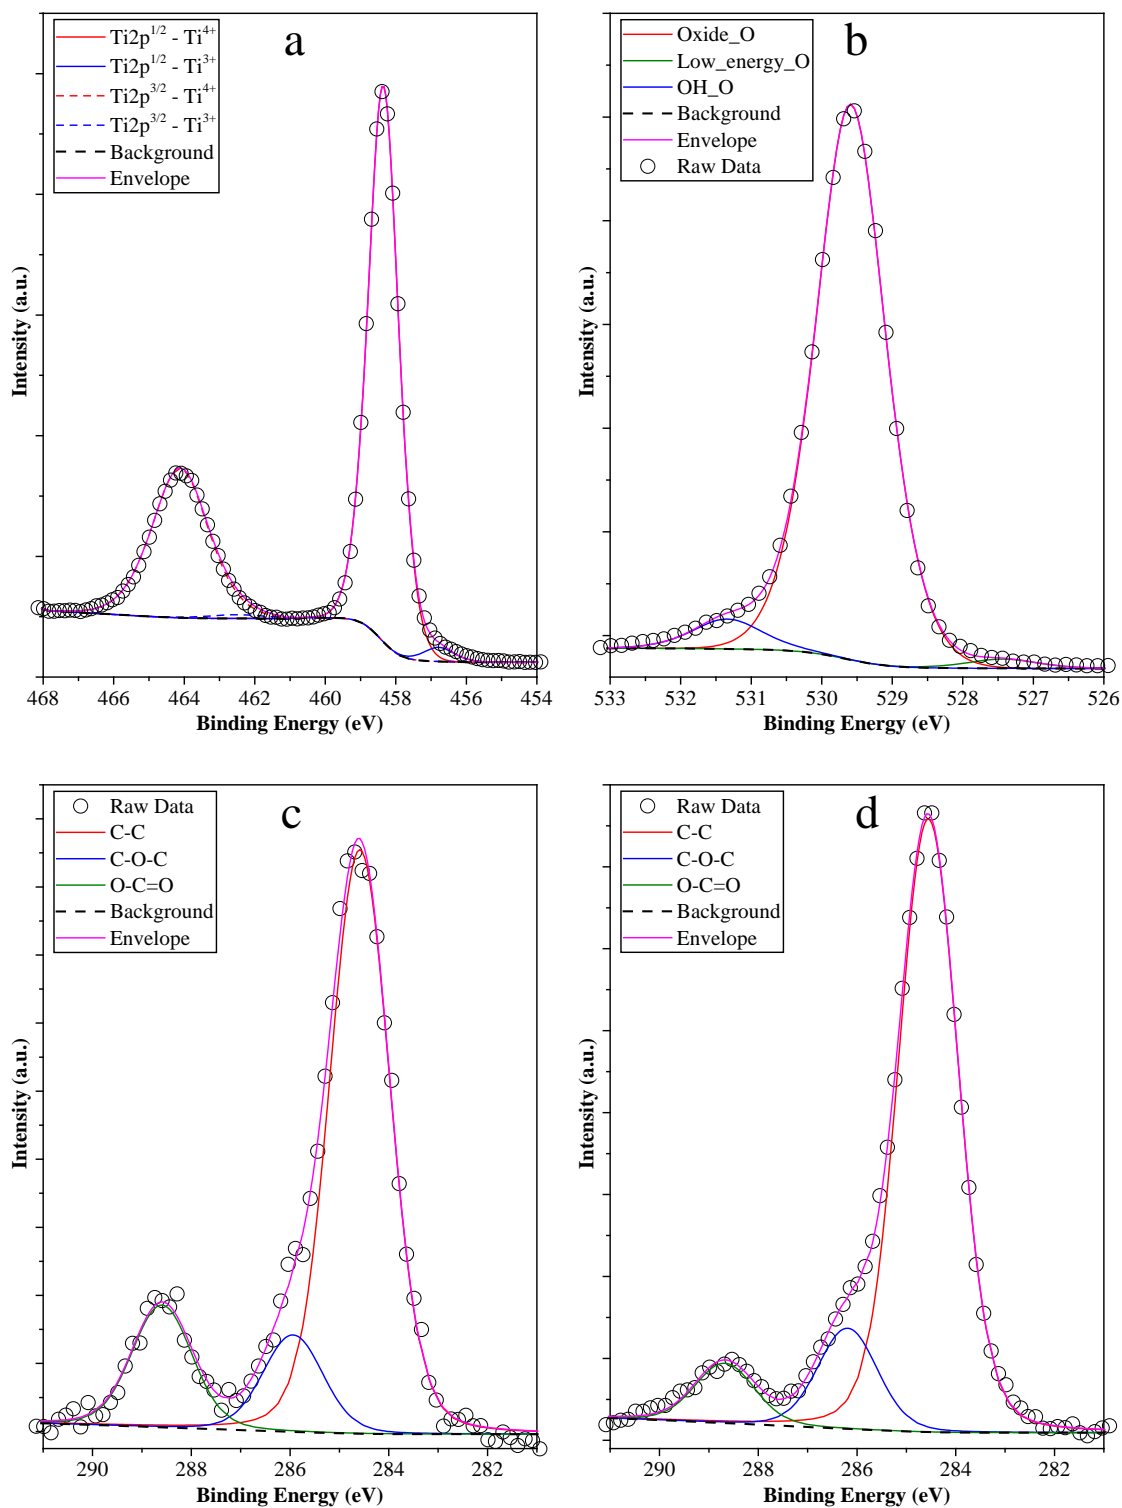 a
Ti2p1/2 - Ti4+
Ti2p1/2 - Ti3+
Ti2p3/2 - Ti4+
Ti2p3/2 - Ti3+
Background
Envelope
Intensity (a.u.)
468 466 464 462 460 458 456 454
Binding Energy (eV)
b
Oxide_O
Low_energy_O
OH_O
Background
Envelope
Raw Data
Intensity (a.u.)
533 532 531 530 529 528 527 526
Binding Energy (eV)
c
Raw Data
C-C
C-O-C
O-C=O
Background
Envelope
Intensity (a.u.)
290 288 286 284 282
Binding Energy (eV)
d
Raw Data
C-C
C-O-C
O-C=O
Background
Envelope
Intensity (a.u.)
290 288 286 284 282
Binding Energy (eV)